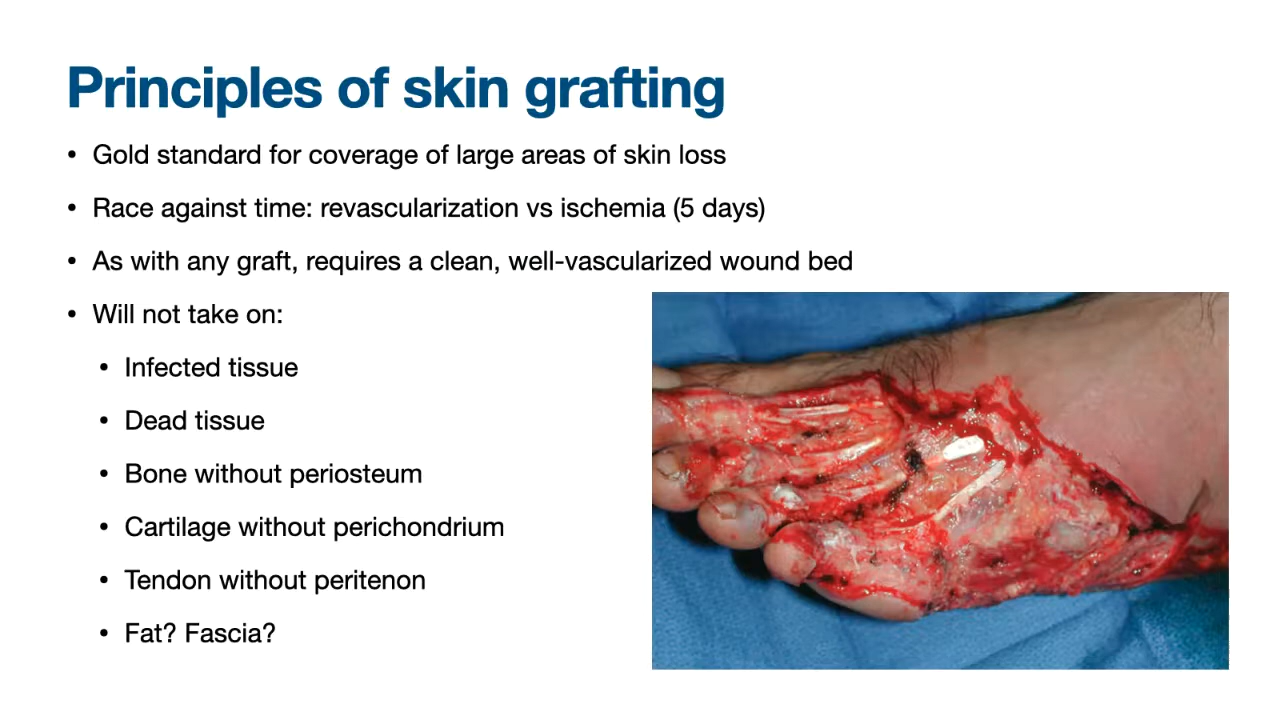 Principles of skin grafting
• Gold standard for coverage of large areas of skin loss
• Race against time: revascularization vs ischemia (5 days)
• As with any graft, requires a clean, well-vascularized wound bed
• Will not take on:
• Infected tissue
• Dead tissue
• Bone without periosteum
• Cartilage without perichondrium
• Tendon without peritenon
• Fat? Fascia?